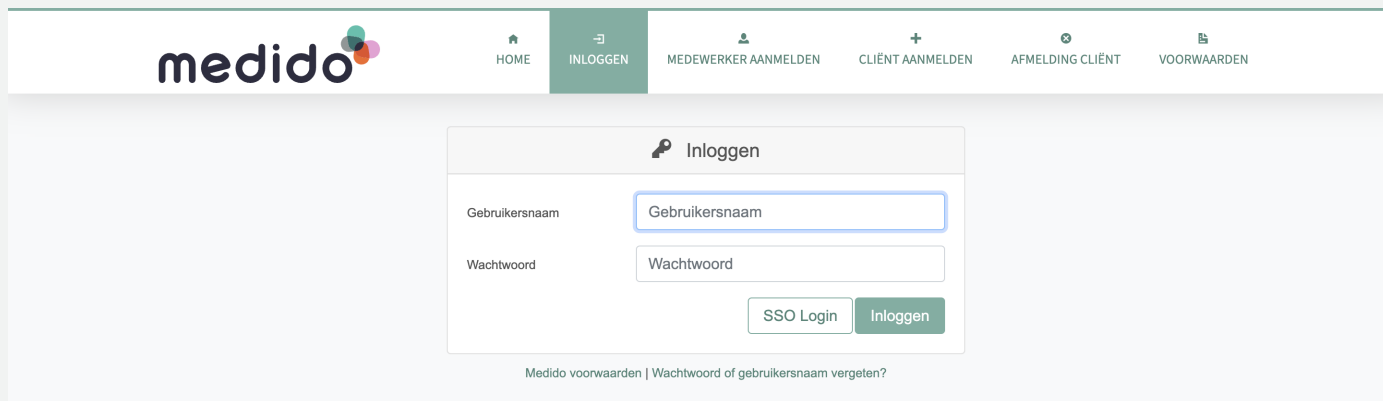 medido
HOME
INLOGGEN
MEDEWERKER AANMELDEN
CLIËNT AANMELDEN
AFMELDING CLIËNT
VOORWAARDEN
Inloggen
Gebruikersnaam
Gebruikersnaam
Wachtwoord
Wachtwoord
SSO Login
Inloggen
Medido voorwaarden | Wachtwoord of gebruikersnaam vergeten?